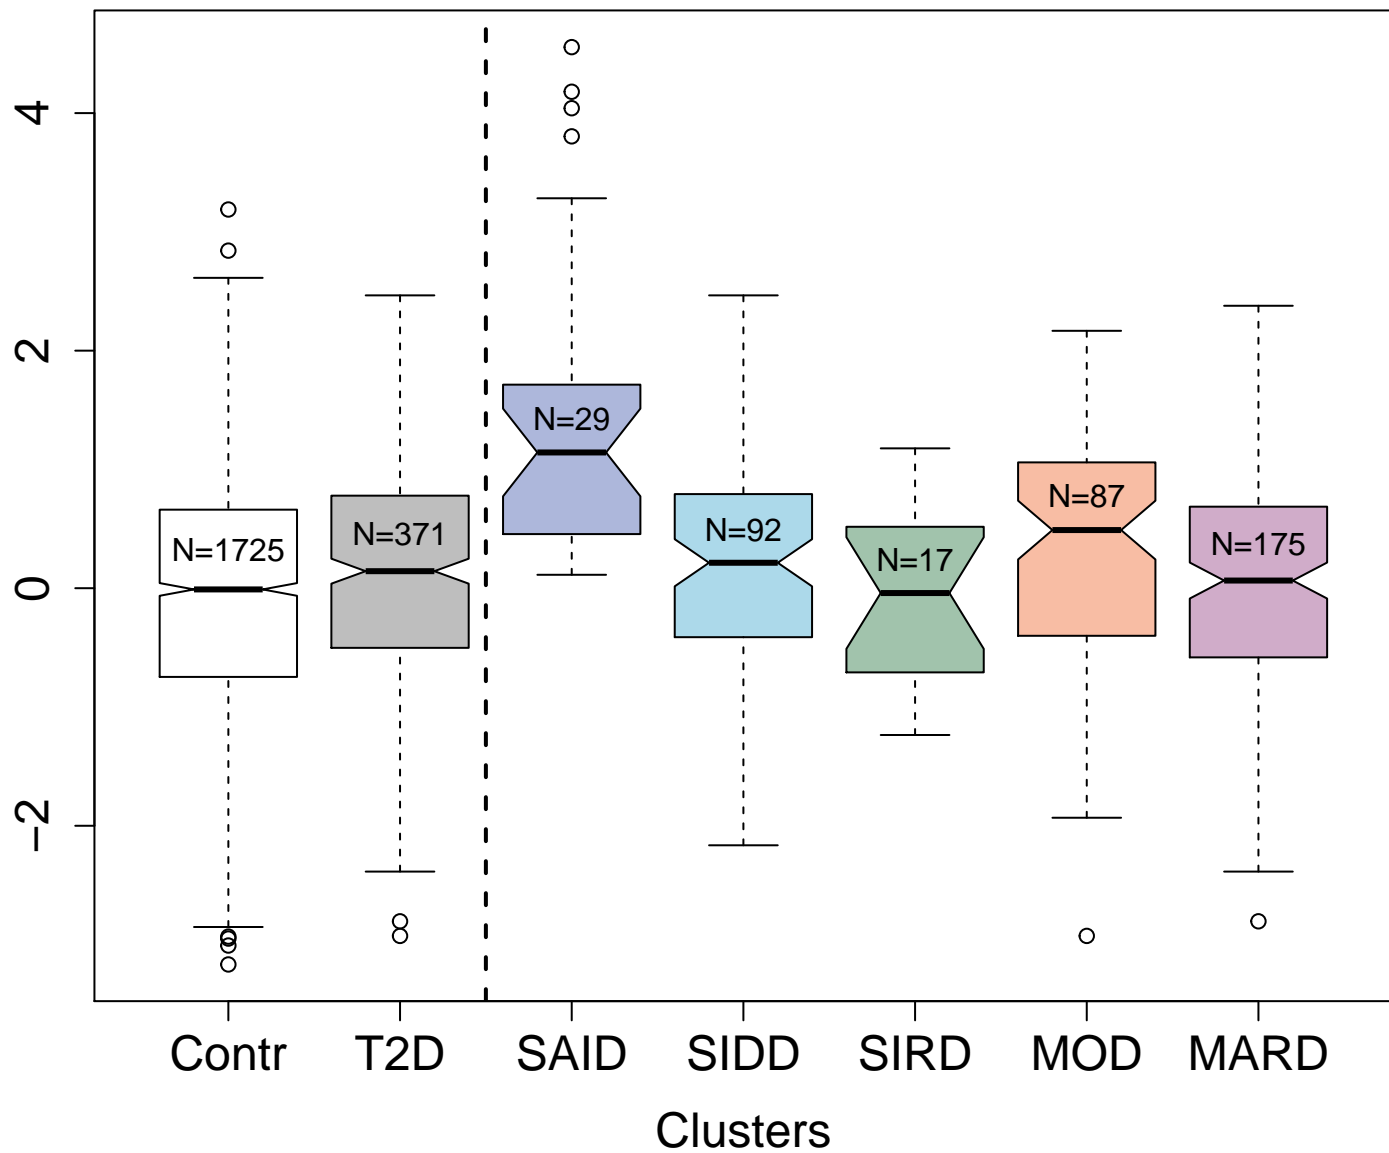 4
2
0
−2
N=1725
N=371
N=29
N=92
N=17
N=87
N=175
Contr T2D SAID SIDD SIRD MOD MARD
Clusters